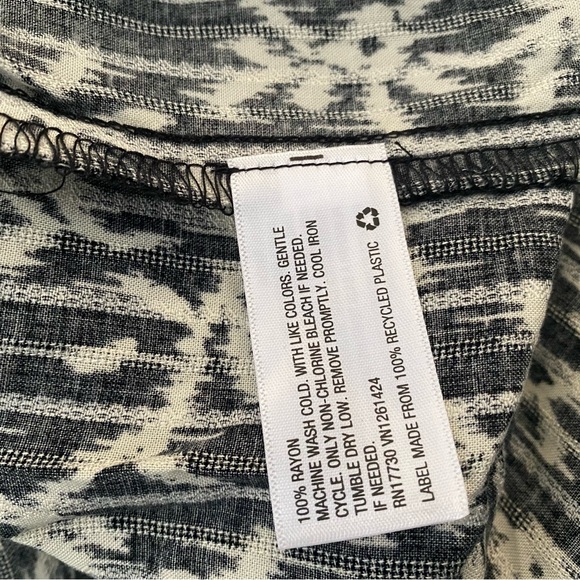 100% RAYON
MACHINE WASH COLD. WITH LIKE COLORS. GENTLE
CYCLE. ONLY NON-CHLORINE BLEACH IF NEEDED.
TUMBLE DRY LOW. REMOVE PROMPTLY. COOL IRON
IF NEEDED.
RN17730 VN1261424
LABEL MADE FROM 100% RECYCLED PLASTIC